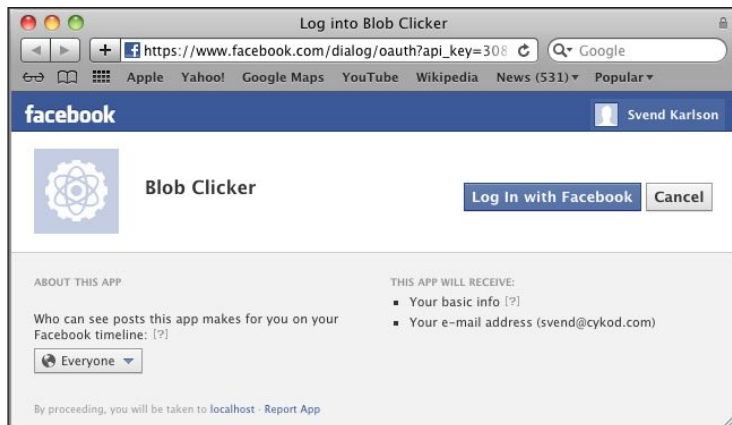 Log into Blob Clicker
https://www.facebook.com/dialog/oauth?api_key=308
Google
Apple Yahoo! Google Maps YouTube Wikipedia News (531)▾ Popular▾
facebook
Svend Karlson
Blob Clicker
Log In with Facebook
Cancel
ABOUT THIS APP
Who can see posts this app makes for you on your
Facebook timeline: [?]
Everyone
THIS APP WILL RECEIVE:
▪ Your basic info [?]
▪ Your e-mail address (svend@cykod.com)
By proceeding, you will be taken to localhost · Report App